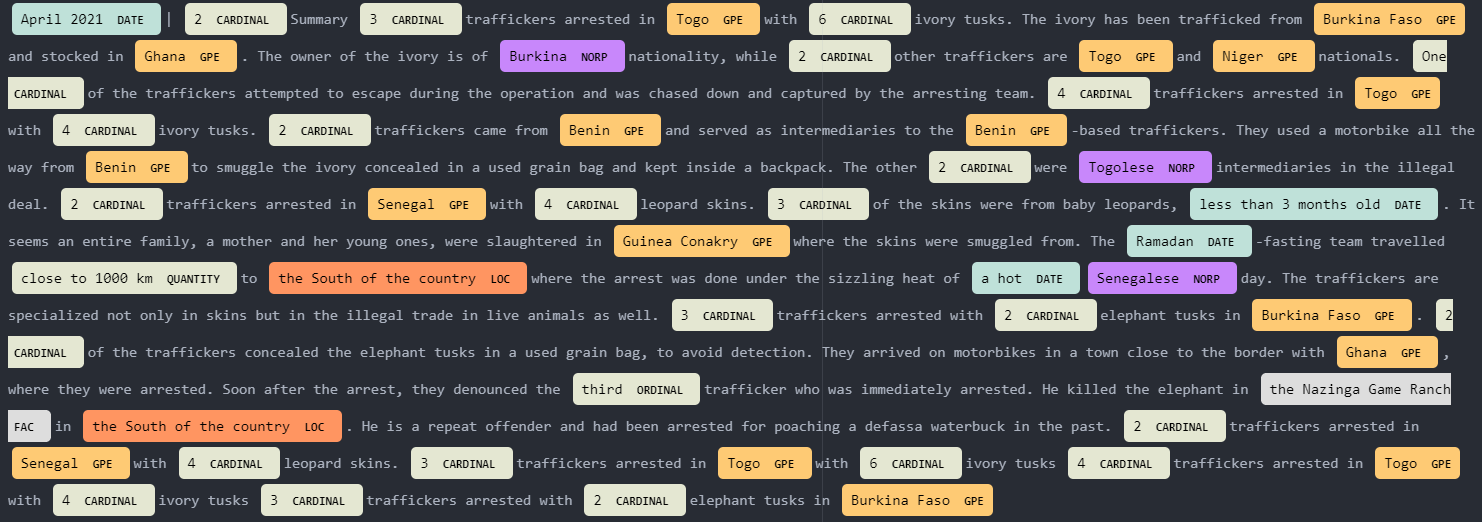 April 2021 DATE | 2 CARDINAL Summary 3 CARDINAL traffickers arrested in Togo GPE with 6 CARDINAL ivory tusks. The ivory has been trafficked from Burkina Faso GPE
and stocked in Ghana GPE . The owner of the ivory is of Burkina NORP nationality, while 2 CARDINAL other traffickers are Togo GPE and Niger GPE nationals. One
CARDINAL of the traffickers attempted to escape during the operation and was chased down and captured by the arresting team. 4 CARDINAL traffickers arrested in Togo GPE
with 4 CARDINAL ivory tusks. 2 CARDINAL traffickers came from Benin GPE and served as intermediaries to the Benin GPE -based traffickers. They used a motorbike all the
way from Benin GPE to smuggle the ivory concealed in a used grain bag and kept inside a backpack. The other 2 CARDINAL were Togolese NORP intermediaries in the illegal
deal. 2 CARDINAL traffickers arrested in Senegal GPE with 4 CARDINAL leopard skins. 3 CARDINAL of the skins were from baby leopards, less than 3 months old DATE . It
seems an entire family, a mother and her young ones, were slaughtered in Guinea Conakry GPE where the skins were smuggled from. The Ramadan DATE -fasting team travelled
close to 1000 km QUANTITY to the South of the country LOC where the arrest was done under the sizzling heat of a hot DATE Senegalese NORP day. The traffickers are
specialized not only in skins but in the illegal trade in live animals as well. 3 CARDINAL traffickers arrested with 2 CARDINAL elephant tusks in Burkina Faso GPE . 2
CARDINAL of the traffickers concealed the elephant tusks in a used grain bag, to avoid detection. They arrived on motorbikes in a town close to the border with Ghana GPE ,
where they were arrested. Soon after the arrest, they denounced the third ORDINAL trafficker who was immediately arrested. He killed the elephant in the Nazinga Game Ranch
FAC in the South of the country LOC . He is a repeat offender and had been arrested for poaching a defassa waterbuck in the past. 2 CARDINAL traffickers arrested in
Senegal GPE with 4 CARDINAL leopard skins. 3 CARDINAL traffickers arrested in Togo GPE with 6 CARDINAL ivory tusks 4 CARDINAL traffickers arrested in Togo GPE
with 4 CARDINAL ivory tusks 3 CARDINAL traffickers arrested with 2 CARDINAL elephant tusks in Burkina Faso GPE